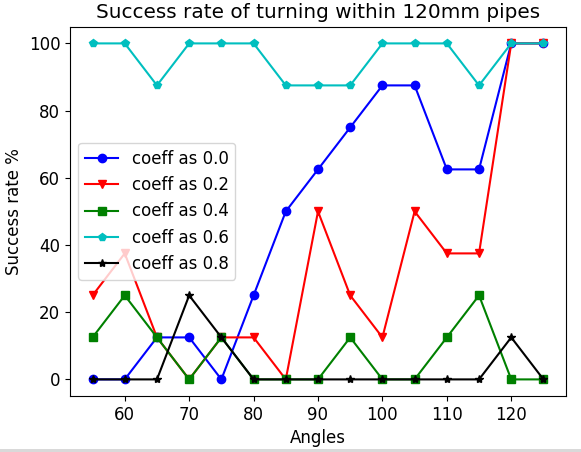 Success rate of turning within 120mm pipes
100
80
60
40
20
0
Success rate %
coeff as 0.0
coeff as 0.2
coeff as 0.4
coeff as 0.6
coeff as 0.8
60 70 80 90 100 110 120
Angles